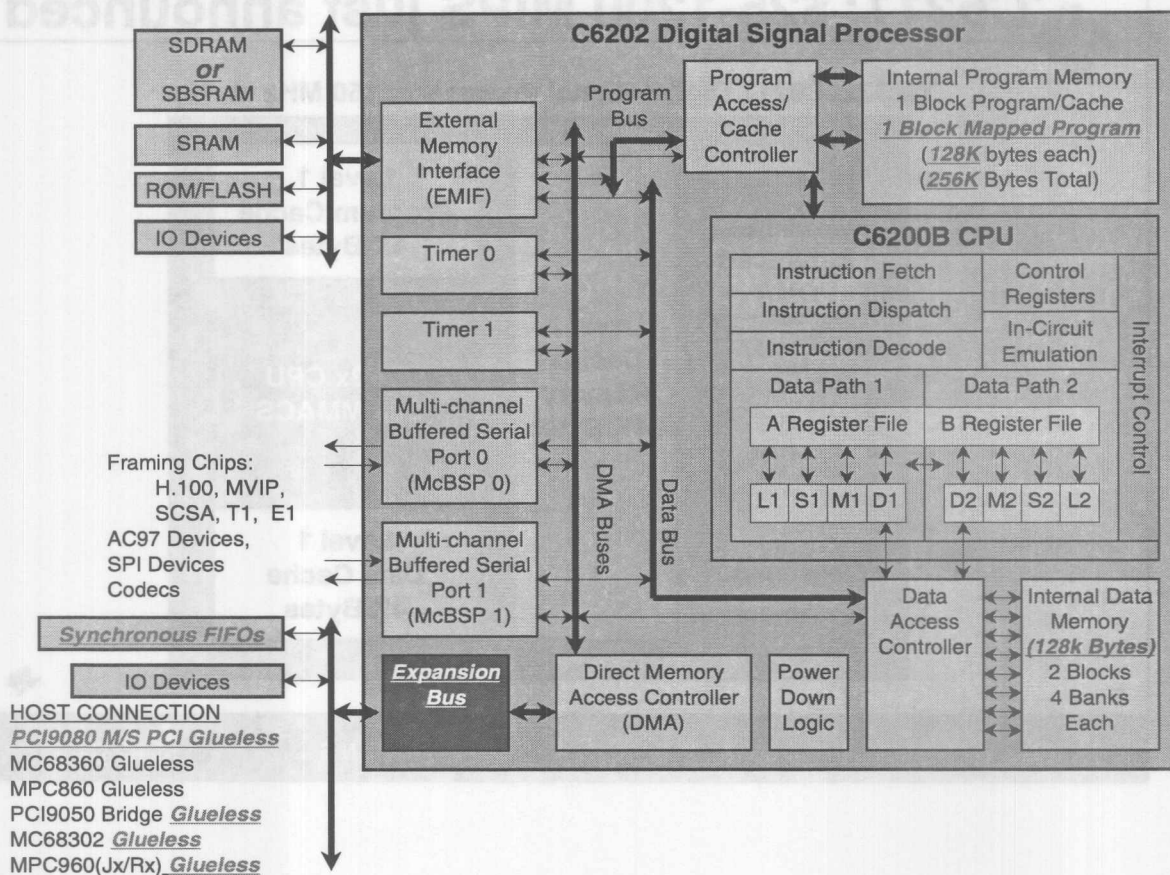 C6202 Digital Signal Processor
SDRAM
or
SBSRAM
SRAM
ROM/FLASH
IO Devices
External
Memory
Interface
(EMIF)
Timer 0
Timer 1
Multi-channel
Buffered Serial
Port 0
(McBSP 0)
Multi-channel
Buffered Serial
Port 1
(McBSP 1)
Framing Chips:
H.100, MVIP,
SCSA, T1, E1
AC97 Devices,
SPI Devices
Codecs
Synchronous FIFOs
IO Devices
HOST CONNECTION
PCI9080 M/S PCI Glueless
MC68360 Glueless
MPC860 Glueless
PCI9050 Bridge Glueless
MC68302 Glueless
MPC960(Jx/Rx) Glueless
Expansion
Bus
Program
Bus
DMA Buses
Data Bus
Program
Access/
Cache
Controller
Internal Program Memory
1 Block Program/Cache
1 Block Mapped Program
(128K bytes each)
(256K Bytes Total)
C6200B CPU
Instruction Fetch
Instruction Dispatch
Instruction Decode
Control
Registers
In-Circuit
Emulation
Interrupt Control
Data Path 1
Data Path 2
A Register File
B Register File
L1 S1 M1 D1
D2 M2 S2 L2
Direct Memory
Access Controller
(DMA)
Power
Down
Logic
Data
Access
Controller
Internal Data
Memory
(128k Bytes)
2 Blocks
4 Banks
Each